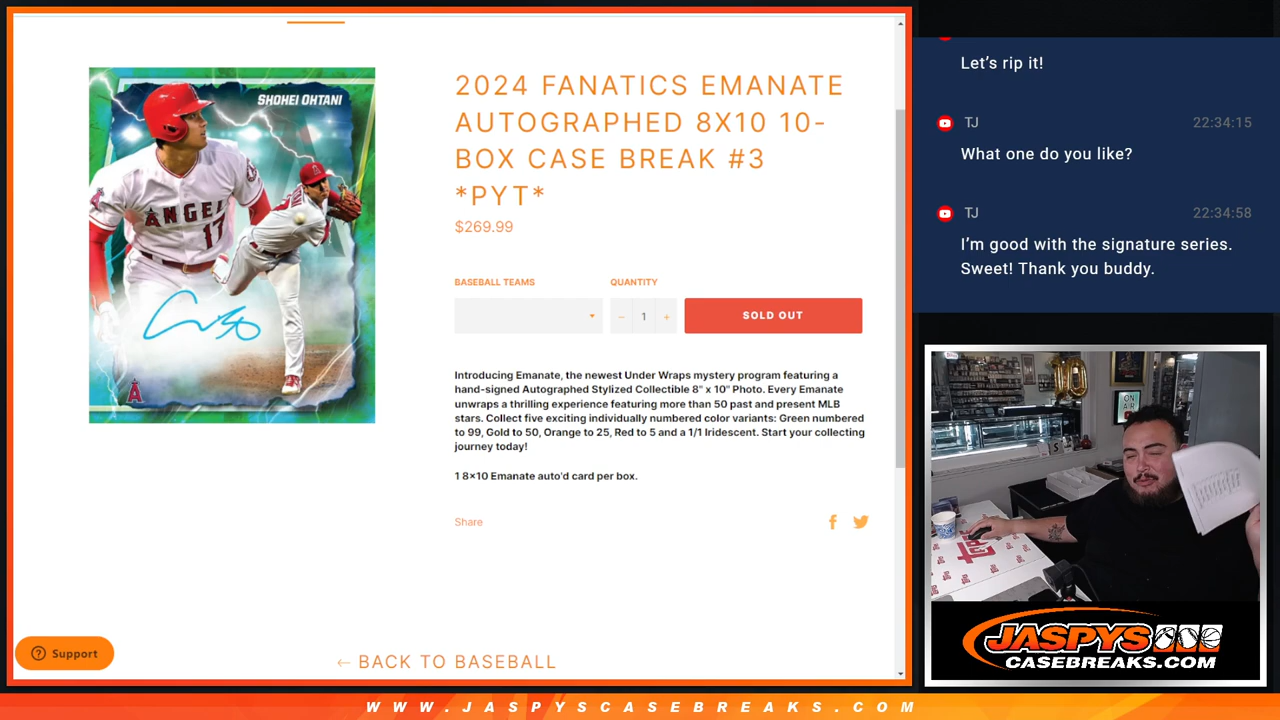 SHOHEI OHTANI
ANGEL
17
2024 FANATICS EMANATE
AUTOGRAPHED 8X10 10-
BOX CASE BREAK #3
*PYT*
$269.99
BASEBALL TEAMS
QUANTITY
− 1 +
SOLD OUT
Introducing Emanate, the newest Under Wraps mystery program featuring a
hand-signed Autographed Stylized Collectible 8" x 10" Photo. Every Emanate
unwraps a thrilling experience featuring more than 50 past and present MLB
stars. Collect five exciting individually numbered color variants: Green numbered
to 99, Gold to 50, Orange to 25, Red to 5 and a 1/1 Iridescent. Start your collecting
journey today!
1 8x10 Emanate auto'd card per box.
Share
Support
← BACK TO BASEBALL
Let's rip it!
TJ 22:34:15
What one do you like?
TJ 22:34:58
I'm good with the signature series.
Sweet! Thank you buddy.
10
ON
AIR
JASPYS
CASEBREAKS.COM
WWW.JASPYSCASEBREAKS.COM